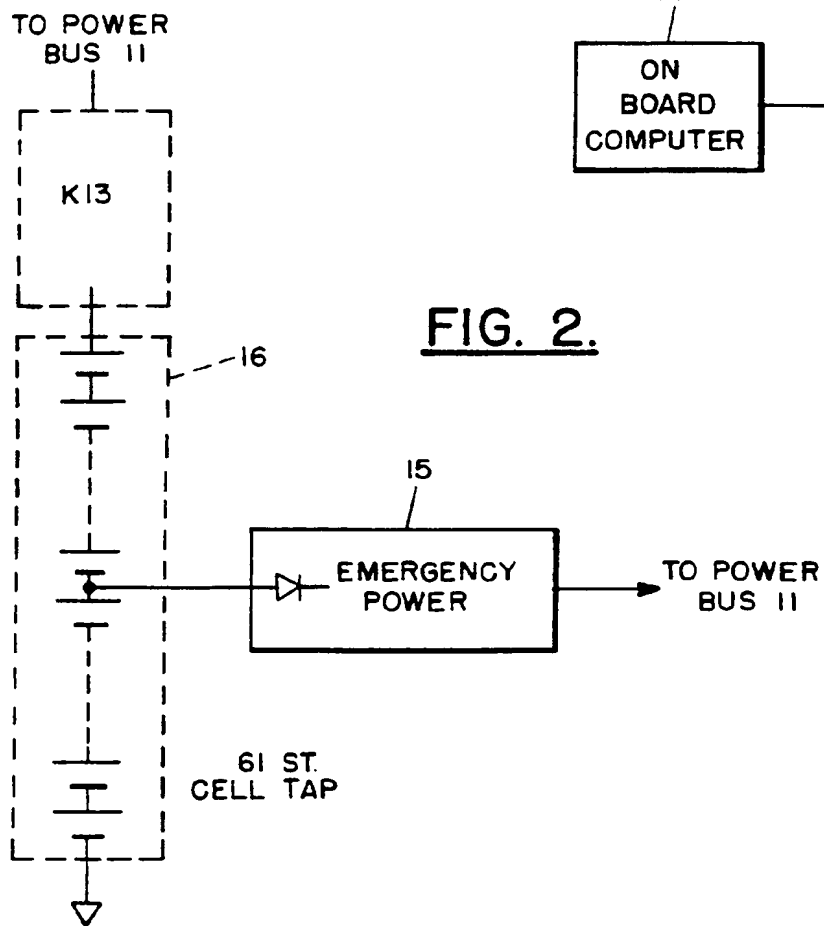 TO POWER
BUS 11
ON
BOARD
COMPUTER
K13
FIG. 2.
16
15
EMERGENCY
POWER
TO POWER
BUS 11
61 ST.
CELL TAP